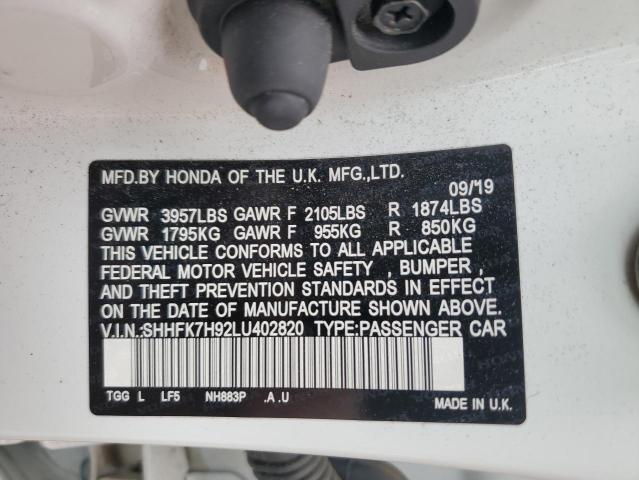 MFD.BY HONDA OF THE U.K. MFG.,LTD.
09/19
GVWR 3957LBS GAWR F 2105LBS R 1874LBS
GVWR 1795KG GAWR F 955KG R 850KG
THIS VEHICLE CONFORMS TO ALL APPLICABLE
FEDERAL MOTOR VEHICLE SAFETY , BUMPER ,
AND THEFT PREVENTION STANDARDS IN EFFECT
ON THE DATE OF MANUFACTURE SHOWN ABOVE.
V.I.N.:SHHFK7H92LU402820 TYPE:PASSENGER CAR
TGG L LF5 NH883P .A .U
MADE IN U.K.